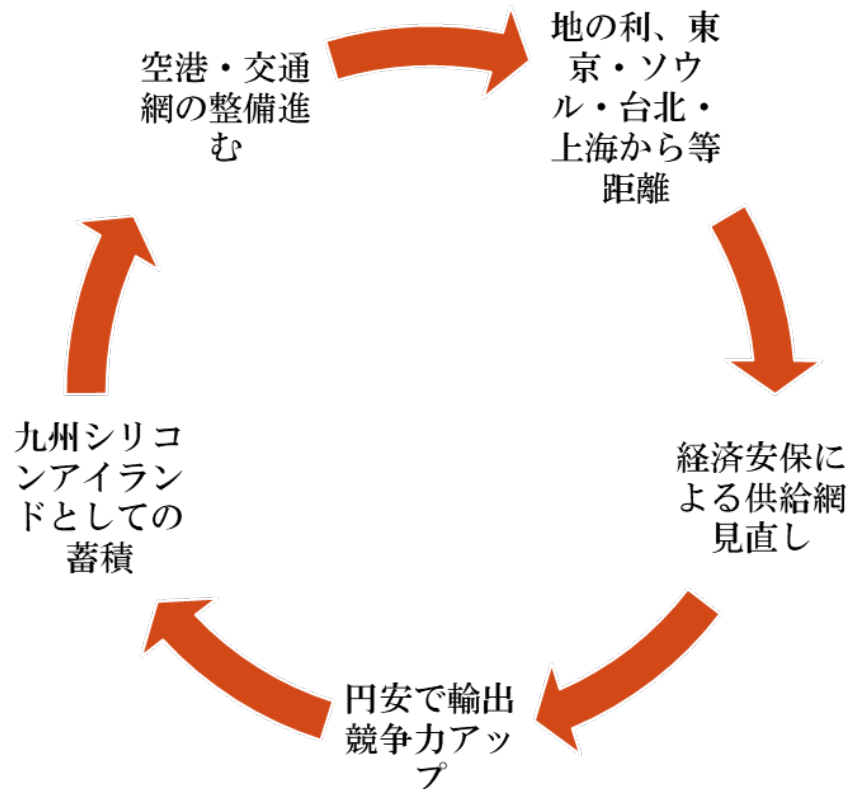 空港・交通
網の整備進
む
地の利、東
京・ソウ
ル・台北・
上海から等
距離
経済安保に
よる供給網
見直し
円安で輸出
競争力アッ
プ
九州シリコ
ンアイラン
ドとしての
蓄積